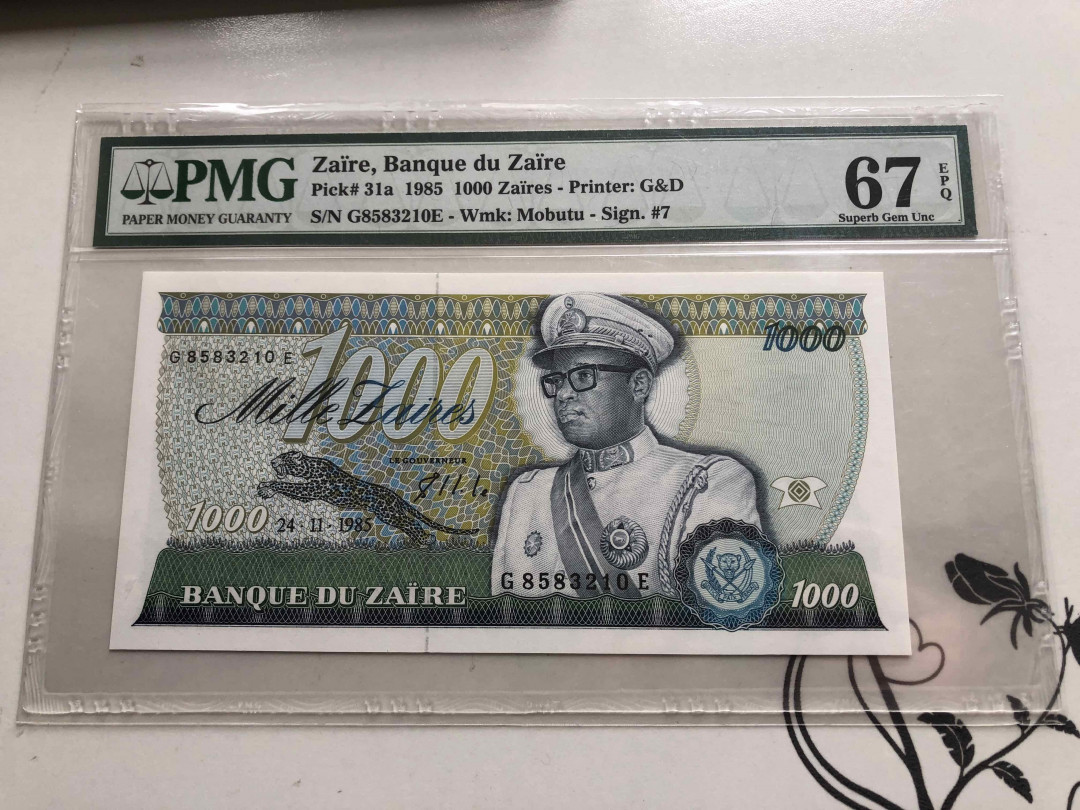 PMG
PAPER MONEY GUARANTY
Zaïre, Banque du Zaïre
Pick# 31a 1985 1000 Zaïres - Printer: G&D
S/N G8583210E - Wmk: Mobutu - Sign. #7
67
EPQ
Superb Gem Unc
1000
G 8583210 E
1000
Mille Zaïres
LE GOUVERNEUR
1000
24·11·1985
G 8583210 E
BANQUE DU ZAÏRE
1000